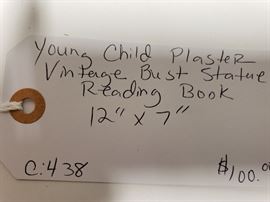 Young Child Plaster
Vintage Bust Statue
Reading Book
12" x 7"
C:438
$100.00